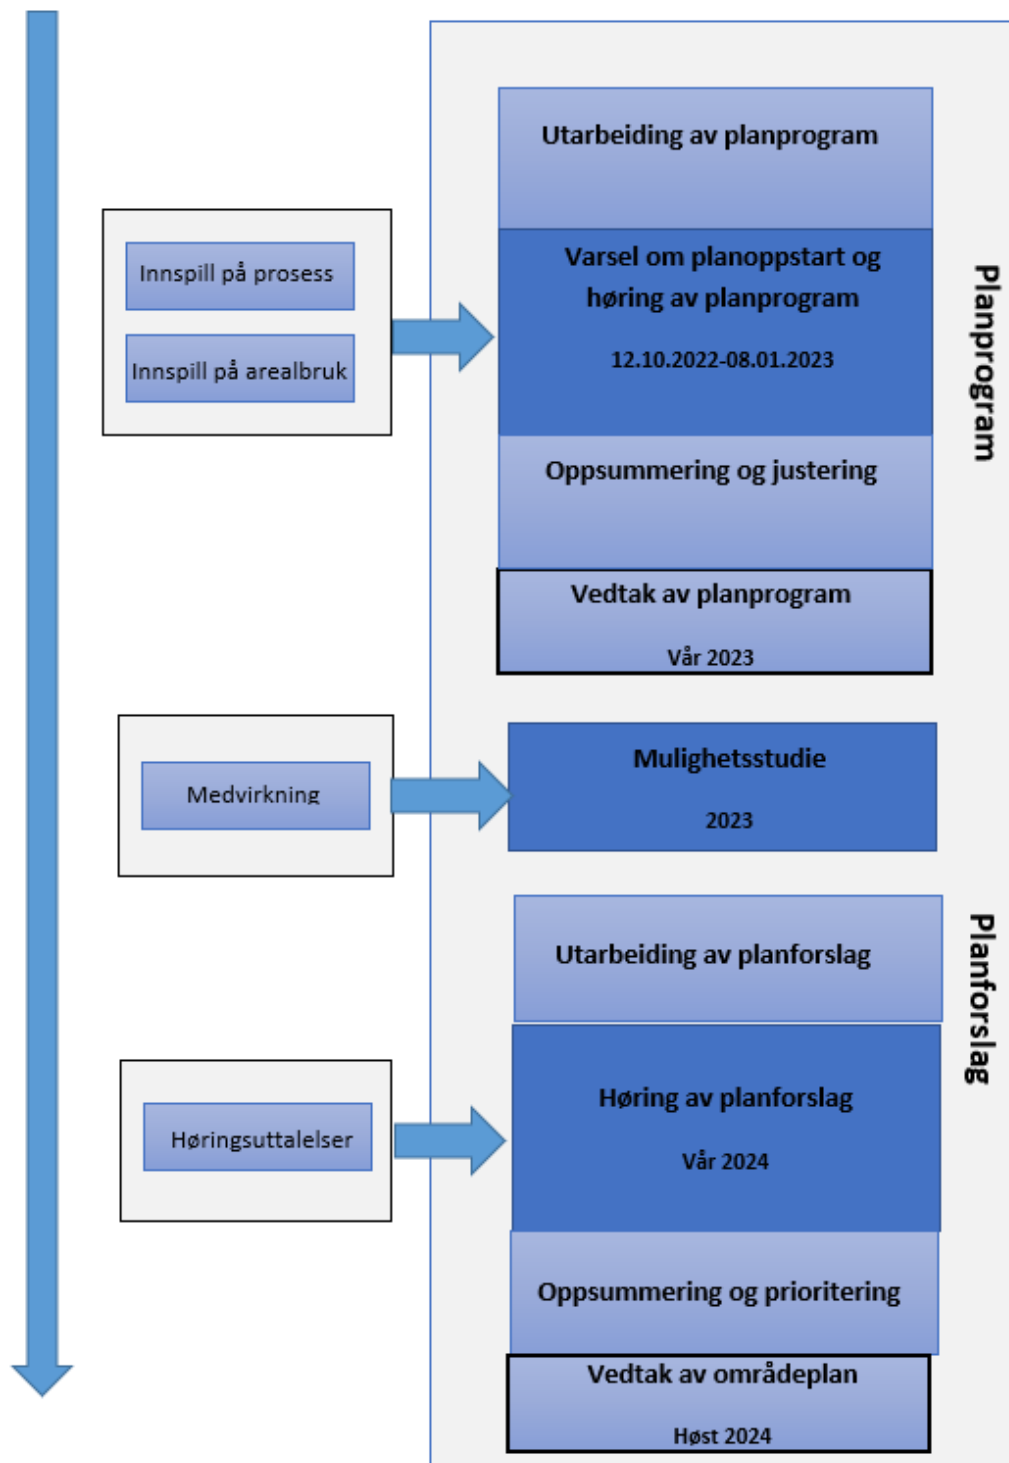 Planprogram
Utarbeiding av planprogram
Innspill på prosess
Innspill på arealbruk
Varsel om planoppstart og
høring av planprogram
12.10.2022-08.01.2023
Oppsummering og justering
Vedtak av planprogram
Vår 2023
Medvirkning
Mulighetsstudie
2023
Planforslag
Utarbeiding av planforslag
Høringsuttalelser
Høring av planforslag
Vår 2024
Oppsummering og prioritering
Vedtak av områdeplan
Høst 2024